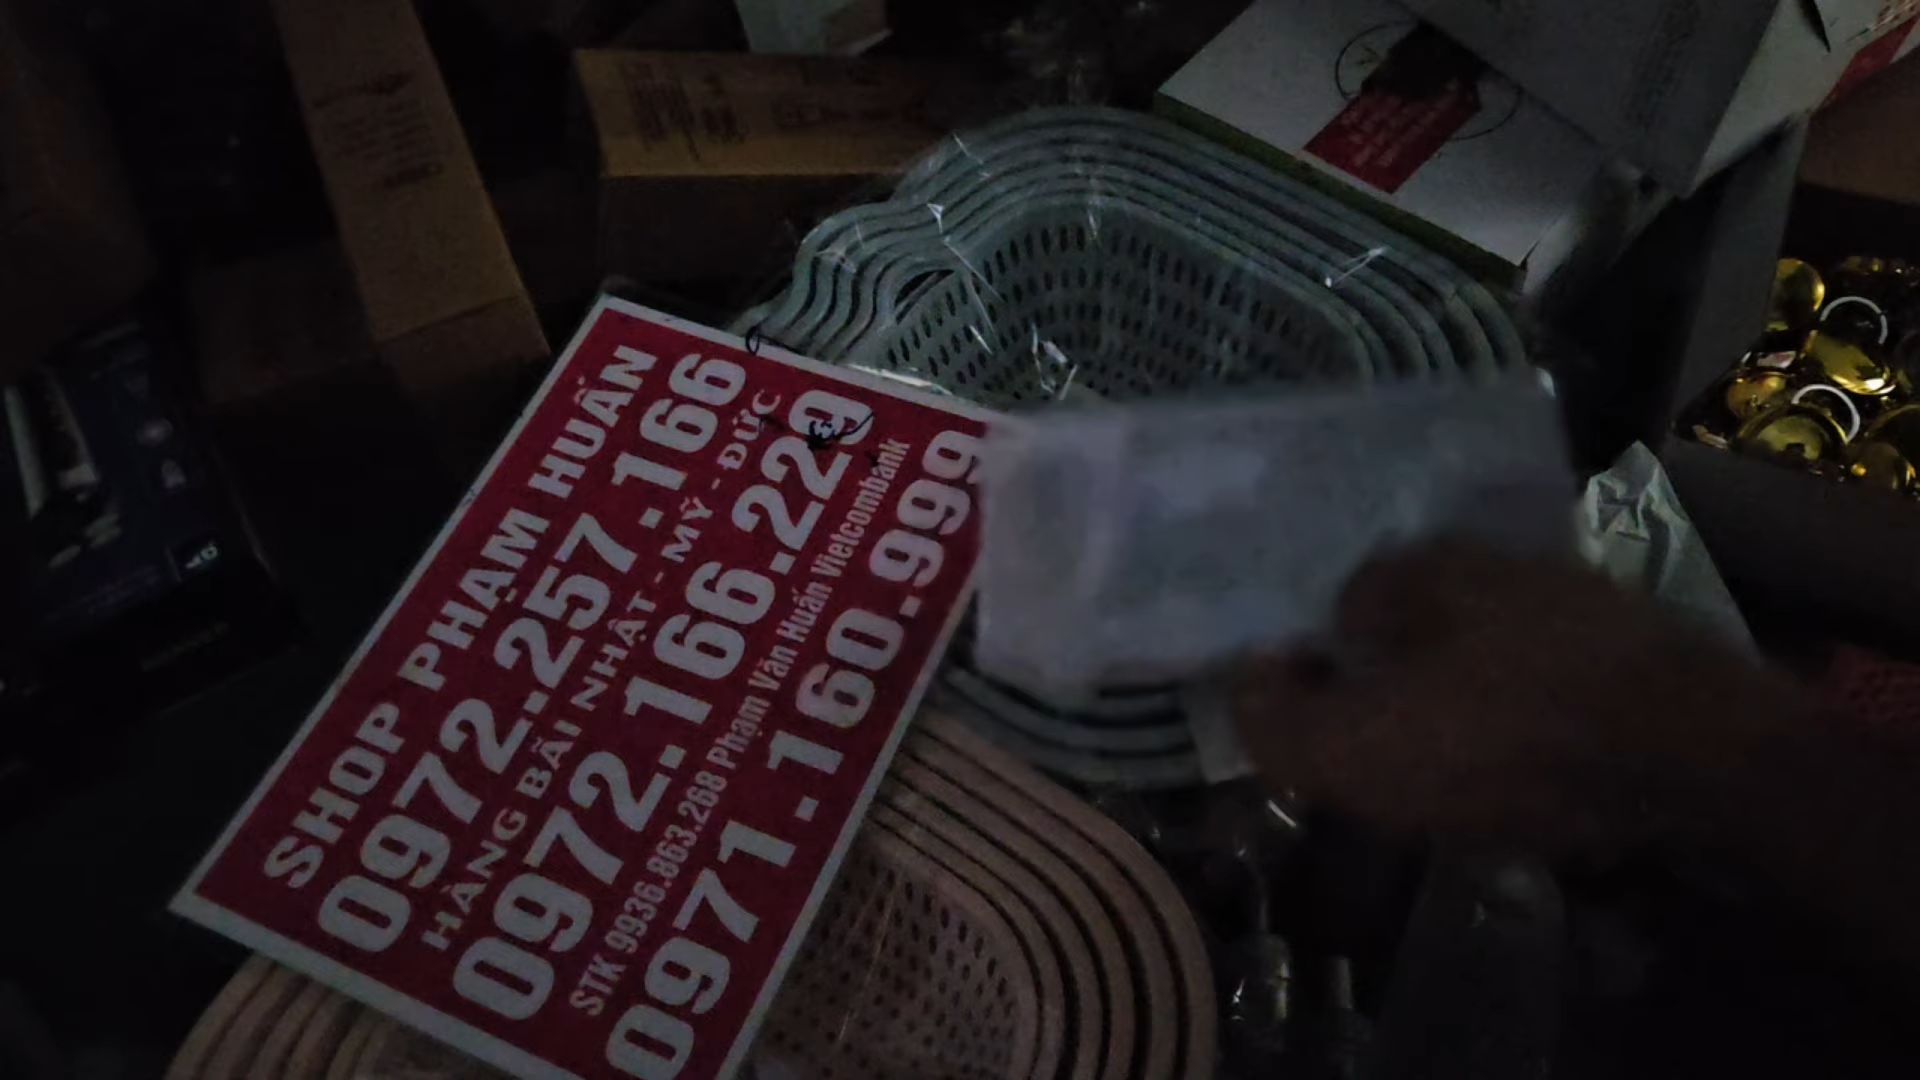 SHOP PHẠM HUẤN
0972.257.166
HÀNG BÃI NHẬT - MỸ - ĐỨC
0972.166.229
STK 9936.863.268 Phạm Văn Huấn Vietcombank
0971.160.999